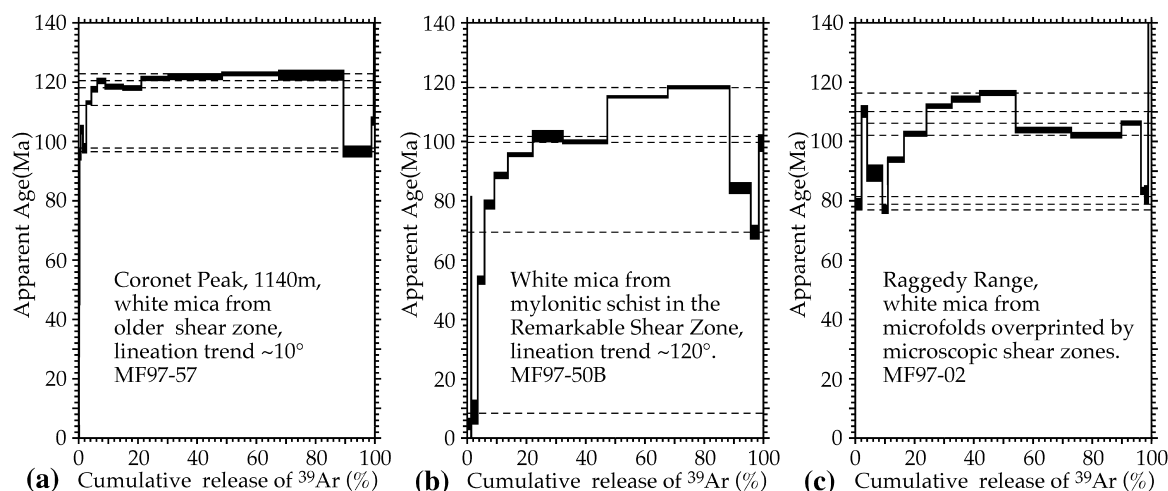 Apparent Age(Ma)
140
120
100
80
60
40
20
0
Coronet Peak, 1140m,
white mica from
older shear zone,
lineation trend ~10°
MF97-57
0 20 40 60 80 100
(a) Cumulative release of ³⁹Ar (%)
Apparent Age(Ma)
140
120
100
80
60
40
20
0
White mica from
mylonitic schist in the
Remarkable Shear Zone,
lineation trend ~120°.
MF97-50B
0 20 40 60 80 100
(b) Cumulative release of ³⁹Ar (%)
Apparent Age(Ma)
140
120
100
80
60
40
20
0
Raggedy Range,
white mica from
microfolds overprinted by
microscopic shear zones.
MF97-02
0 20 40 60 80 100
(c) Cumulative release of ³⁹Ar (%)